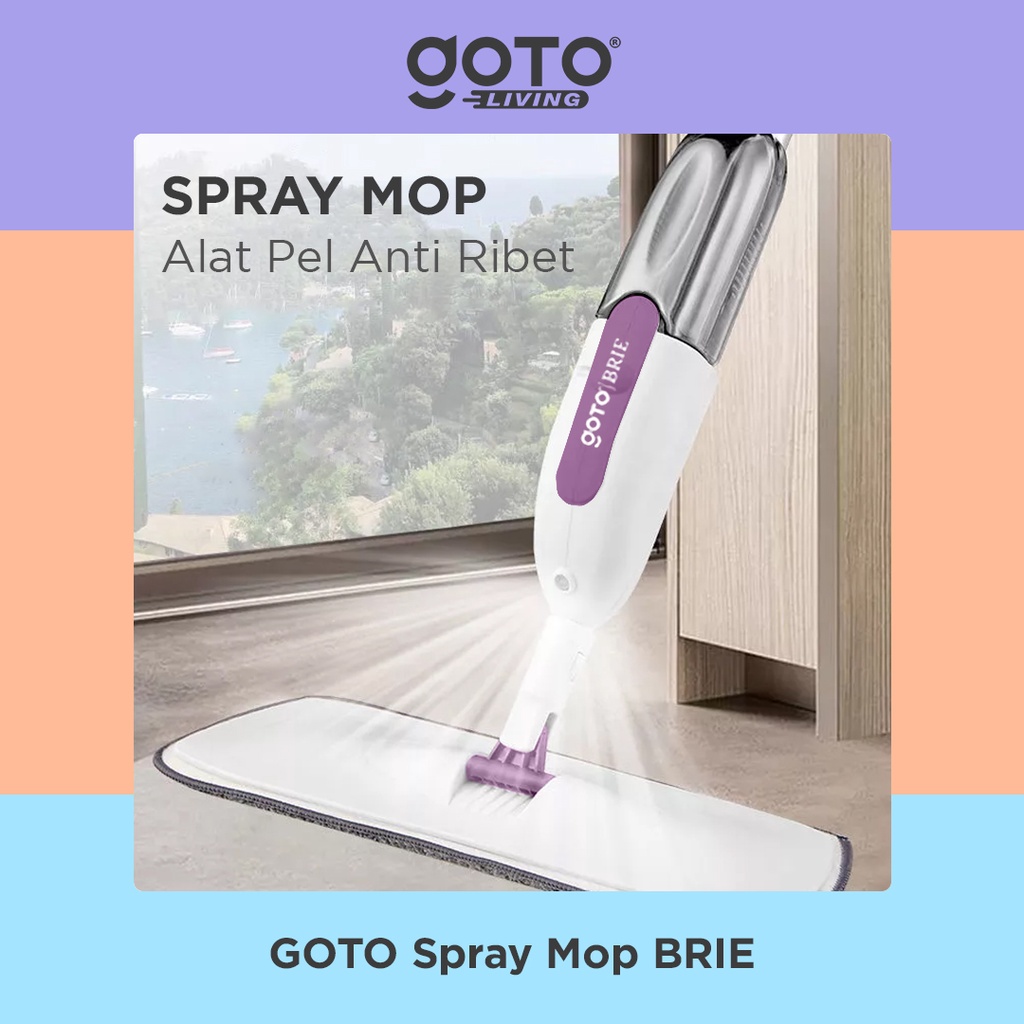 goTO®
LIVING
SPRAY MOP
Alat Pel Anti Ribet
goTO|BRIE
GOTO Spray Mop BRIE